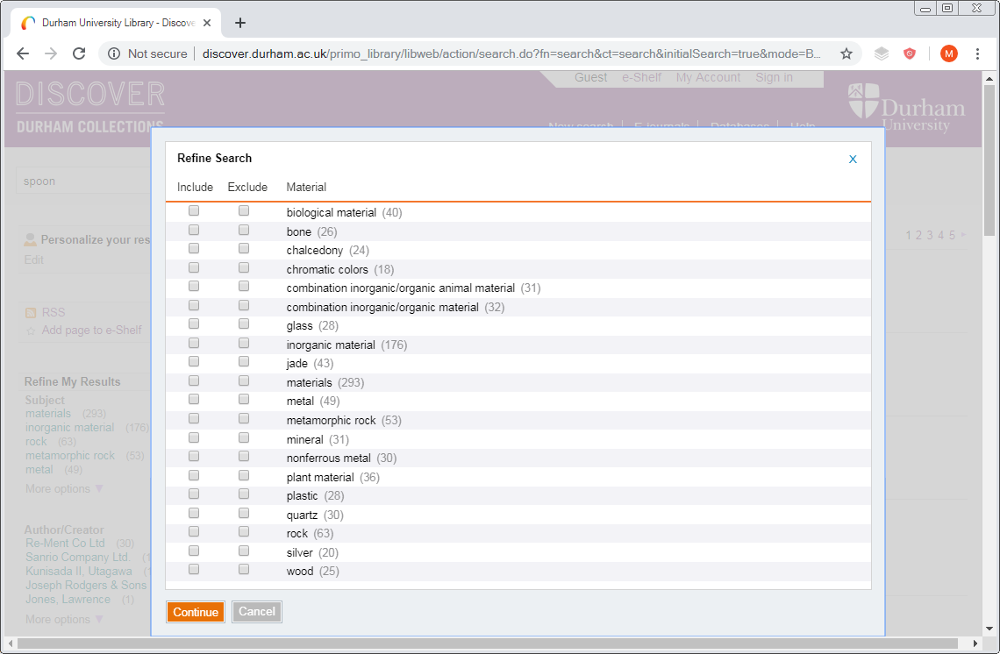 Durham University Library - Discove
Not secure discover.durham.ac.uk/primo_library/libweb/action/search.do?fn=search&ct=search&initialSearch=true&mode=B... M
DISCOVER
DURHAM COLLECTIONS
Guest e-Shelf My Account Sign in
New search E-journals Databases Help
Durham
University
spoon
Personalize your res
Edit
1 2 3 4 5
RSS
Add page to e-Shelf
Refine My Results
Subject
materials (293)
inorganic material (176)
rock (63)
metamorphic rock (53)
metal (49)
More options
Author/Creator
Re-Ment Co Ltd (30)
Sanrio Company Ltd. (1
Kunisada II, Utagawa (
Joseph Rodgers & Sons
Jones, Lawrence (1)
More options
Refine Search X
Include Exclude Material
biological material (40)
bone (26)
chalcedony (24)
chromatic colors (18)
combination inorganic/organic animal material (31)
combination inorganic/organic material (32)
glass (28)
inorganic material (176)
jade (43)
materials (293)
metal (49)
metamorphic rock (53)
mineral (31)
nonferrous metal (30)
plant material (36)
plastic (28)
quartz (30)
rock (63)
silver (20)
wood (25)
Continue Cancel